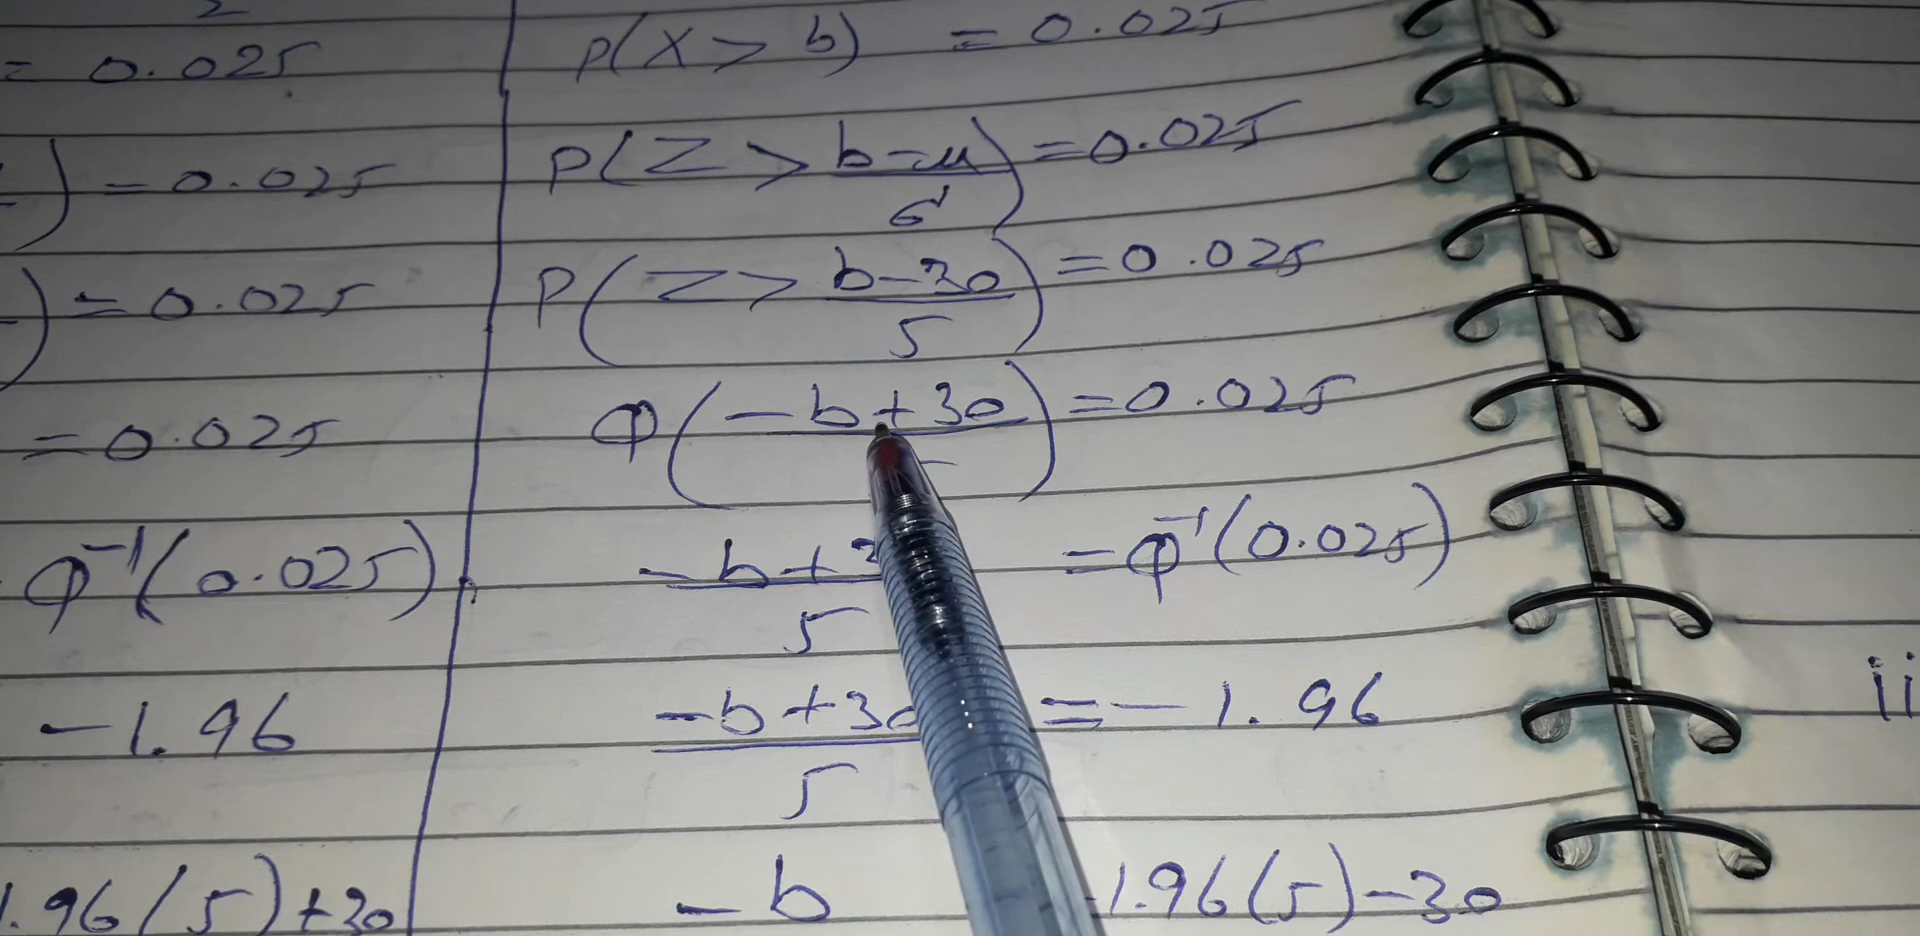 2
= 0.025
) = 0.025
) = 0.025
= 0.025
φ⁻¹(0.025)
-1.96
1.96(5)+30
P(X > b) = 0.025
P(Z > b-μ/σ) = 0.025
P(Z > b-30/5) = 0.025
φ(-b+30/) = 0.025
-b+ /5 = φ⁻¹(0.025)
-b+30/5 = -1.96
-b -1.96(5)-30
ii